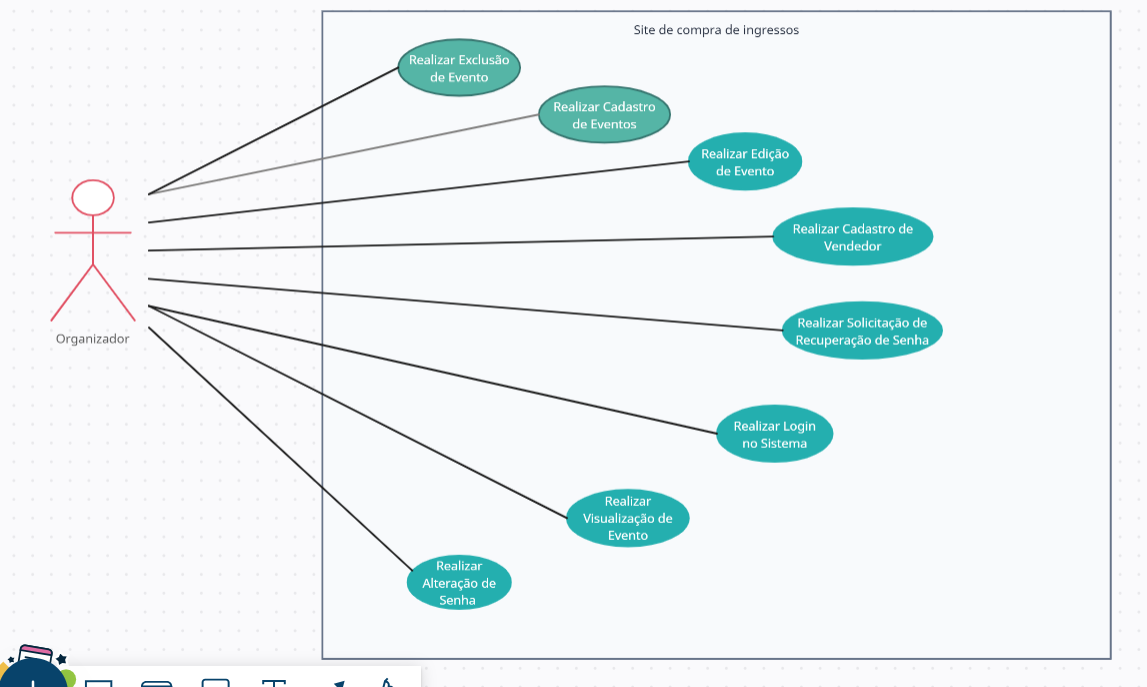 Site de compra de ingressos
Realizar Exclusão
de Evento
Realizar Cadastro
de Eventos
Realizar Edição
de Evento
Realizar Cadastro de
Vendedor
Realizar Solicitação de
Recuperação de Senha
Organizador
Realizar Login
no Sistema
Realizar
Visualização de
Evento
Realizar
Alteração de
Senha